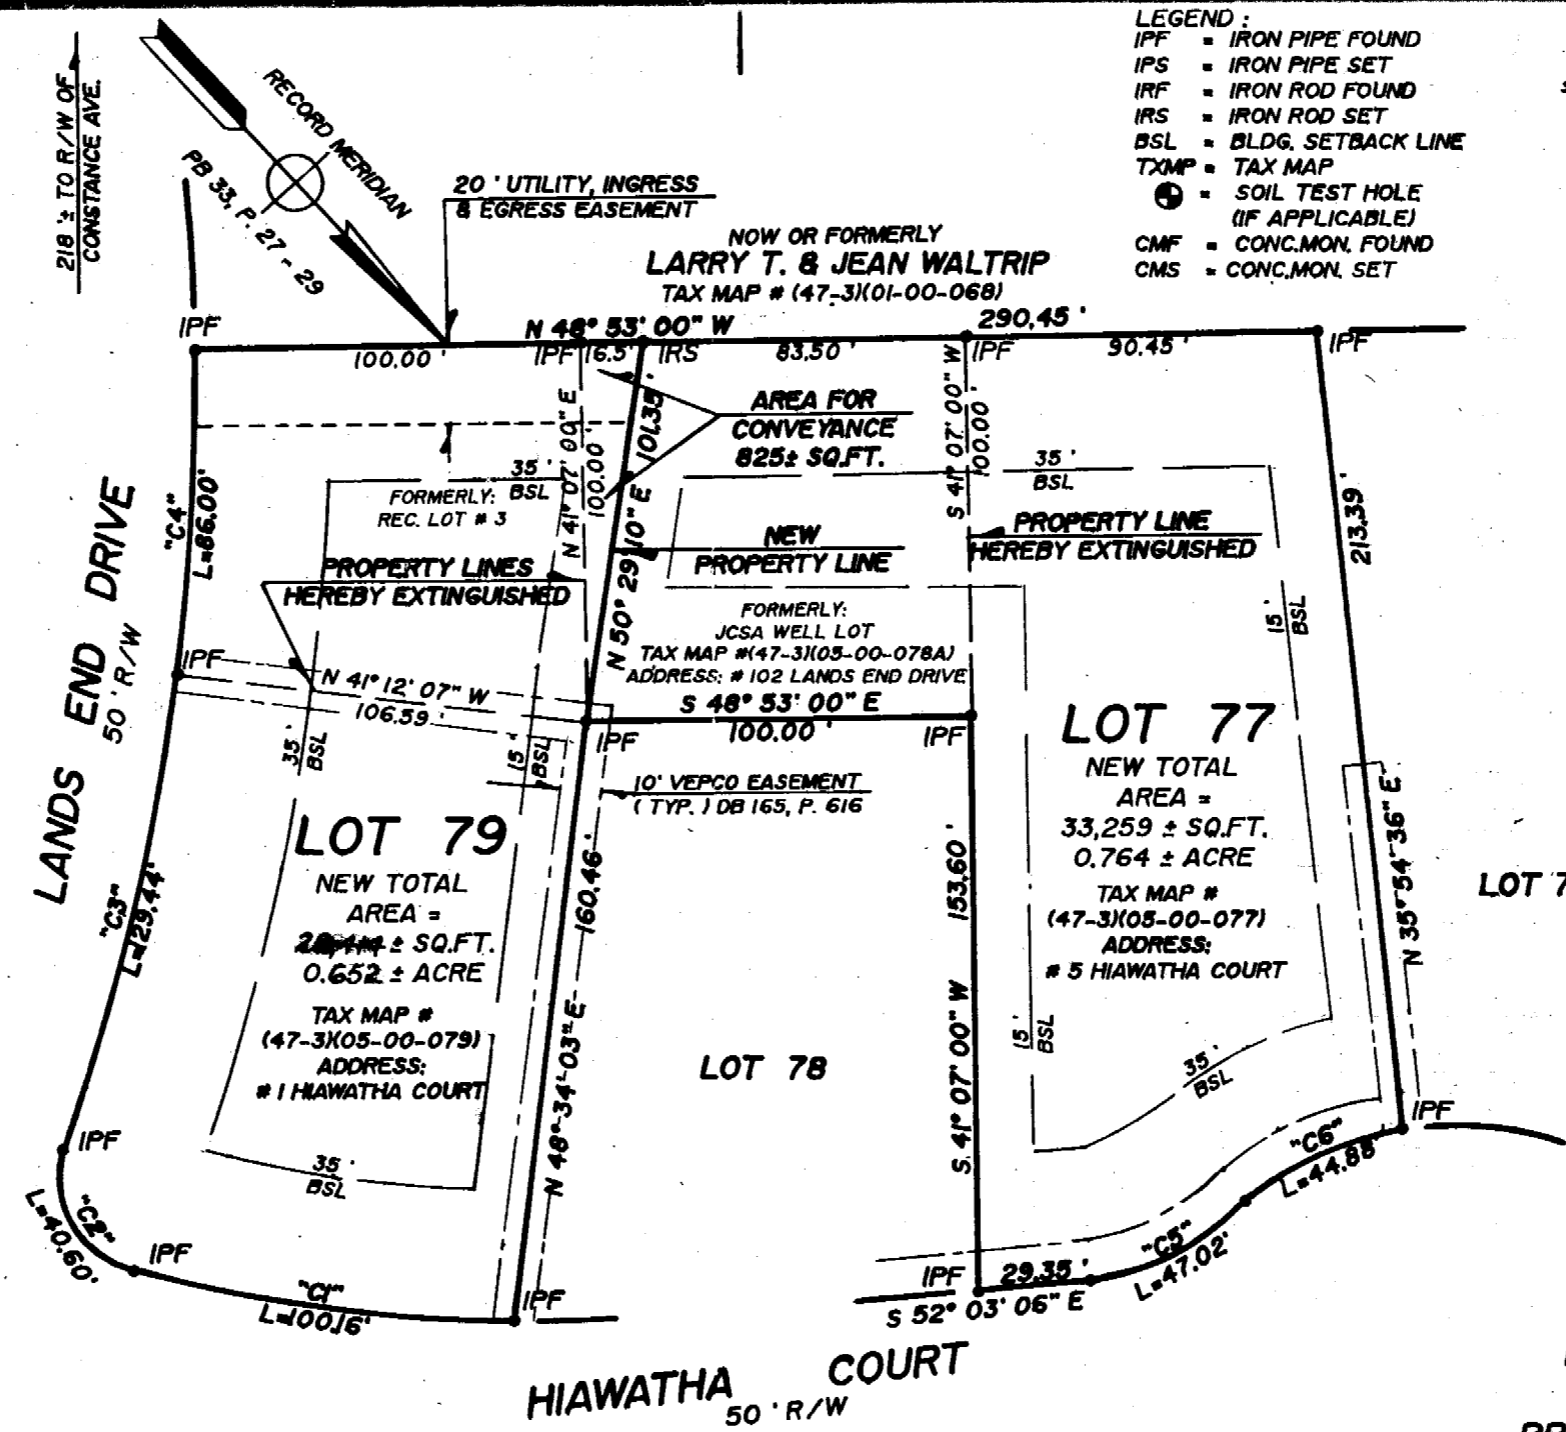 LEGEND :
IPF = IRON PIPE FOUND
IPS = IRON PIPE SET
IRF = IRON ROD FOUND
IRS = IRON ROD SET
BSL = BLDG. SETBACK LINE
TXMP = TAX MAP
= SOIL TEST HOLE
(IF APPLICABLE)
CMF = CONC.MON. FOUND
CMS = CONC.MON. SET
218 '± TO R/W OF
CONSTANCE AVE.
RECORD MERIDIAN
PB 33, P. 27 - 29
20 ' UTILITY, INGRESS
& EGRESS EASEMENT
NOW OR FORMERLY
LARRY T. & JEAN WALTRIP
TAX MAP # (47-3)(01-00-068)
IPF
N 48° 53' 00" W
290.45 '
100.00 '
IPF
16.5'
IRS
83.50 '
IPF
90.45'
IPF
AREA FOR
CONVEYANCE
825± SQ.FT.
N 41° 07' 00" E
100.00 '
N 50° 29' 10" E
101.35 '
S 41° 07' 00" W
100.00 '
35 '
BSL
35 '
BSL
FORMERLY:
REC. LOT # 3
"C4"
L=86.00'
LANDS END DRIVE
50 ' R/W
PROPERTY LINES
HEREBY EXTINGUISHED
NEW
PROPERTY LINE
PROPERTY LINE
HEREBY EXTINGUISHED
213.39'
15 '
BSL
FORMERLY:
JCSA WELL LOT
TAX MAP #(47-3)(05-00-078A)
ADDRESS: # 102 LANDS END DRIVE
IPF
N 41° 12' 07" W
106.59 '
S 48° 53' 00" E
100.00 '
IPF
IPF
35 '
BSL
15 '
BSL
10' VEPCO EASEMENT
( TYP. ) DB 165, P. 616
LOT 79
NEW TOTAL
AREA =
± SQ.FT.
0.652 ± ACRE
TAX MAP #
(47-3)(05-00-079)
ADDRESS:
# 1 HIAWATHA COURT
LOT 77
NEW TOTAL
AREA =
33,259 ± SQ.FT.
0.764 ± ACRE
TAX MAP #
(47-3)(05-00-077)
ADDRESS:
# 5 HIAWATHA COURT
LOT 7
"C3"
L=129.44'
160.46'
N 48°-34'-03" E
153.60 '
S 41° 07' 00" W
N 35° 54' 36" E
LOT 78
15 '
BSL
35 '
BSL
IPF
35 '
BSL
"C2"
L=40.60'
IPF
"C1"
L=100.16'
IPF
IPF
29.35 '
S 52° 03' 06" E
"C5"
L=47.02'
"C6"
L=44.88'
IPF
HIAWATHA COURT
50 ' R/W